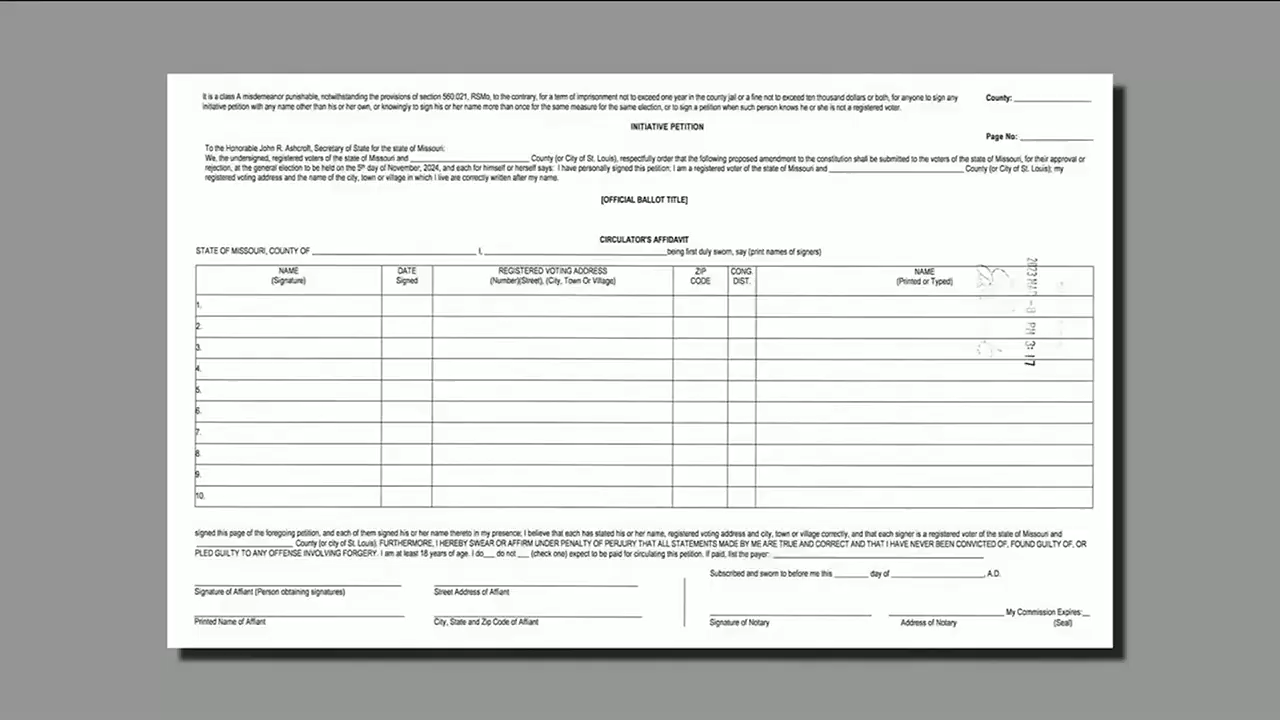 It is a class A misdemeanor punishable, notwithstanding the provisions of section 560.021, RSMo, to the contrary, for a term of imprisonment not to exceed one year in the county jail or a fine not to exceed ten thousand dollars or both, for anyone to sign any
initiative petition with any name other than his or her own, or knowingly to sign his or her name more than once for the same measure for the same election, or to sign a petition when such person knows he or she is not a registered voter.
County: ____________
INITIATIVE PETITION
Page No: ____________
To the Honorable John R. Ashcroft, Secretary of State for the state of Missouri:
We, the undersigned, registered voters of the state of Missouri and ____________ County (or City of St. Louis), respectfully order that the following proposed amendment to the constitution shall be submitted to the voters of the state of Missouri, for their approval or
rejection, at the general election to be held on the 5th day of November, 2024, and each for himself or herself says: I have personally signed this petition; I am a registered voter of the state of Missouri and ____________ County (or City of St. Louis); my
registered voting address and the name of the city, town or village in which I live are correctly written after my name.
[OFFICIAL BALLOT TITLE]
CIRCULATOR'S AFFIDAVIT
STATE OF MISSOURI, COUNTY OF ____________ I, ____________ being first duly sworn, say (print names of signers)
NAME DATE REGISTERED VOTING ADDRESS ZIP CONG. NAME
(Signature) Signed (Number)(Street), (City, Town Or Village) CODE DIST. (Printed or Typed)
1.
2.
3.
4.
5.
6.
7.
8.
9.
10.
PM 3:17
signed this page of the foregoing petition, and each of them signed his or her name thereto in my presence; I believe that each has stated his or her name, registered voting address and city, town or village correctly, and that each signer is a registered voter of the state of Missouri and
____________ County (or city of St. Louis). FURTHERMORE, I HEREBY SWEAR OR AFFIRM UNDER PENALTY OF PERJURY THAT ALL STATEMENTS MADE BY ME ARE TRUE AND CORRECT AND THAT I HAVE NEVER BEEN CONVICTED OF, FOUND GUILTY OF, OR
PLED GUILTY TO ANY OFFENSE INVOLVING FORGERY. I am at least 18 years of age. I do___ do not ___ (check one) expect to be paid for circulating this petition. If paid, list the payer: ____________
Subscribed and sworn to before me this ________ day of ____________, A.D.
Signature of Affiant (Person obtaining signatures) Street Address of Affiant
My Commission Expires:__
Printed Name of Affiant City, State and Zip Code of Affiant Signature of Notary Address of Notary (Seal)